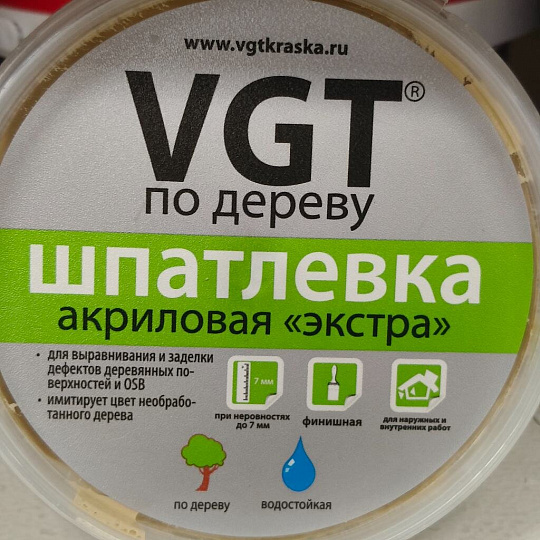 www.vgtkraska.ru
VGT®
по дереву
шпатлевка
акриловая «экстра»
• для выравнивания и заделки
дефектов деревянных по-
верхностей и OSB
• имитирует цвет необрабо-
танного дерева
7 мм
при неровностях
до 7 мм
финишная
для наружных и
внутренних работ
по дереву
водостойкая